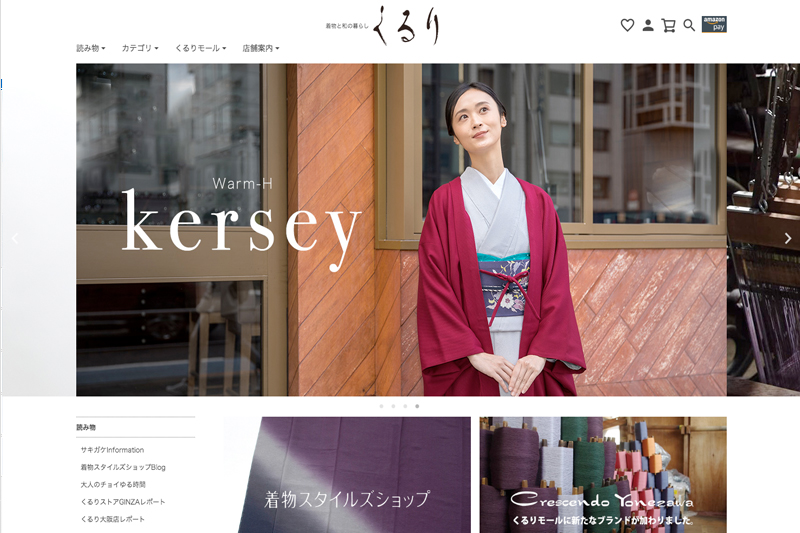 着物と和の暮らし くるり
amazon pay
読み物 カテゴリ くるりモール 店舗案内
Warm-H
kersey
読み物
サキガケInformation
着物スタイルズショップBlog
大人のチョイゆる時間
くるりストアGINZAレポート
くるり大阪店レポート
着物スタイルズショップ
Crescendo Yonezawa
くるりモールに新たなブランドが加わりました。